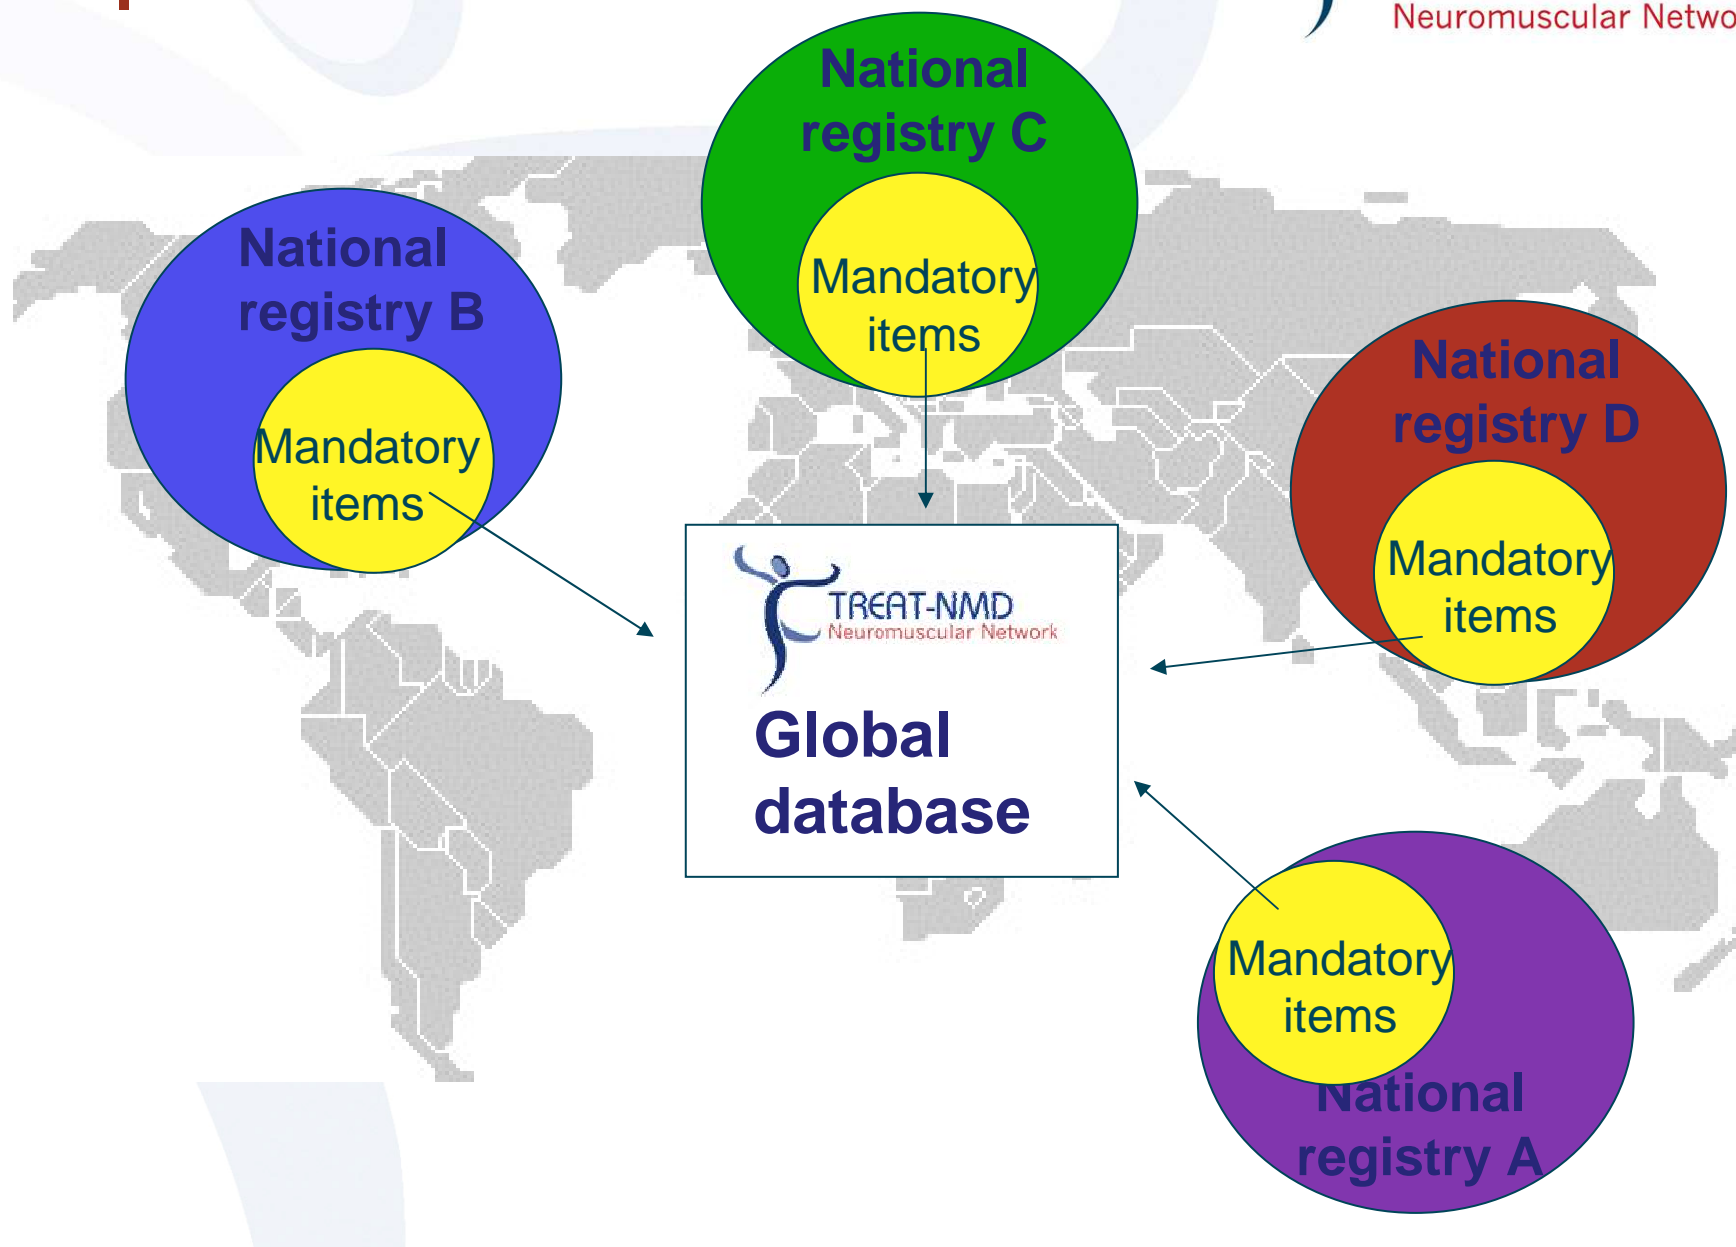 Neuromuscular Netwo
National
registry C
Mandatory
items
National
registry B
Mandatory
items
National
registry D
Mandatory
items
TREAT-NMD
Neuromuscular Network
Global
database
Mandatory
items
National
registry A